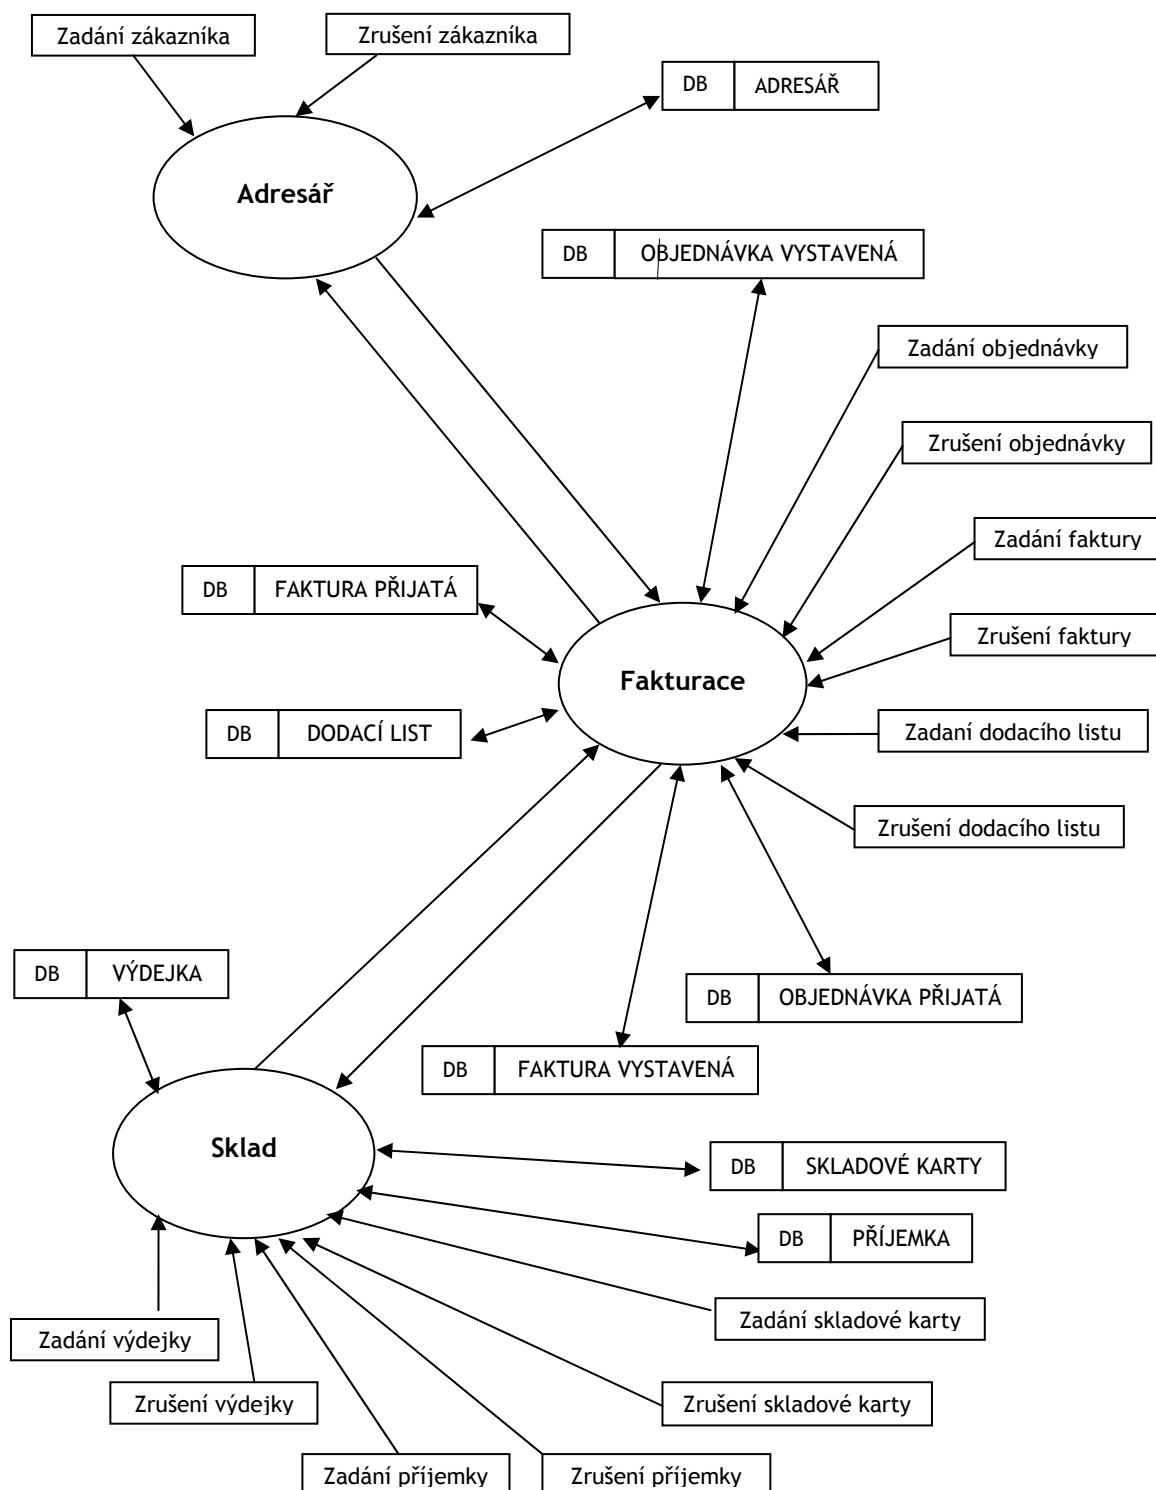 Zadání zákazníka
Zrušení zákazníka
DB ADRESÁŘ
Adresář
DB OBJEDNÁVKA VYSTAVENÁ
Zadání objednávky
Zrušení objednávky
Zadání faktury
DB FAKTURA PŘIJATÁ
Zrušení faktury
Fakturace
DB DODACÍ LIST
Zadaní dodacího listu
Zrušení dodacího listu
DB VÝDEJKA
DB OBJEDNÁVKA PŘIJATÁ
DB FAKTURA VYSTAVENÁ
Sklad
DB SKLADOVÉ KARTY
DB PŘÍJEMKA
Zadání skladové karty
Zadání výdejky
Zrušení výdejky
Zrušení skladové karty
Zadání příjemky
Zrušení příjemky